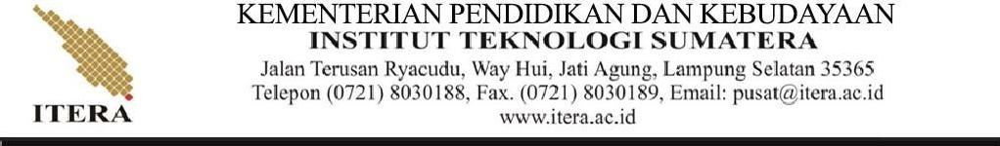 KEMENTERIAN PENDIDIKAN DAN KEBUDAYAAN
INSTITUT TEKNOLOGI SUMATERA
Jalan Terusan Ryacudu, Way Hui, Jati Agung, Lampung Selatan 35365
Telepon (0721) 8030188, Fax. (0721) 8030189, Email: pusat@itera.ac.id
www.itera.ac.id
ITERA